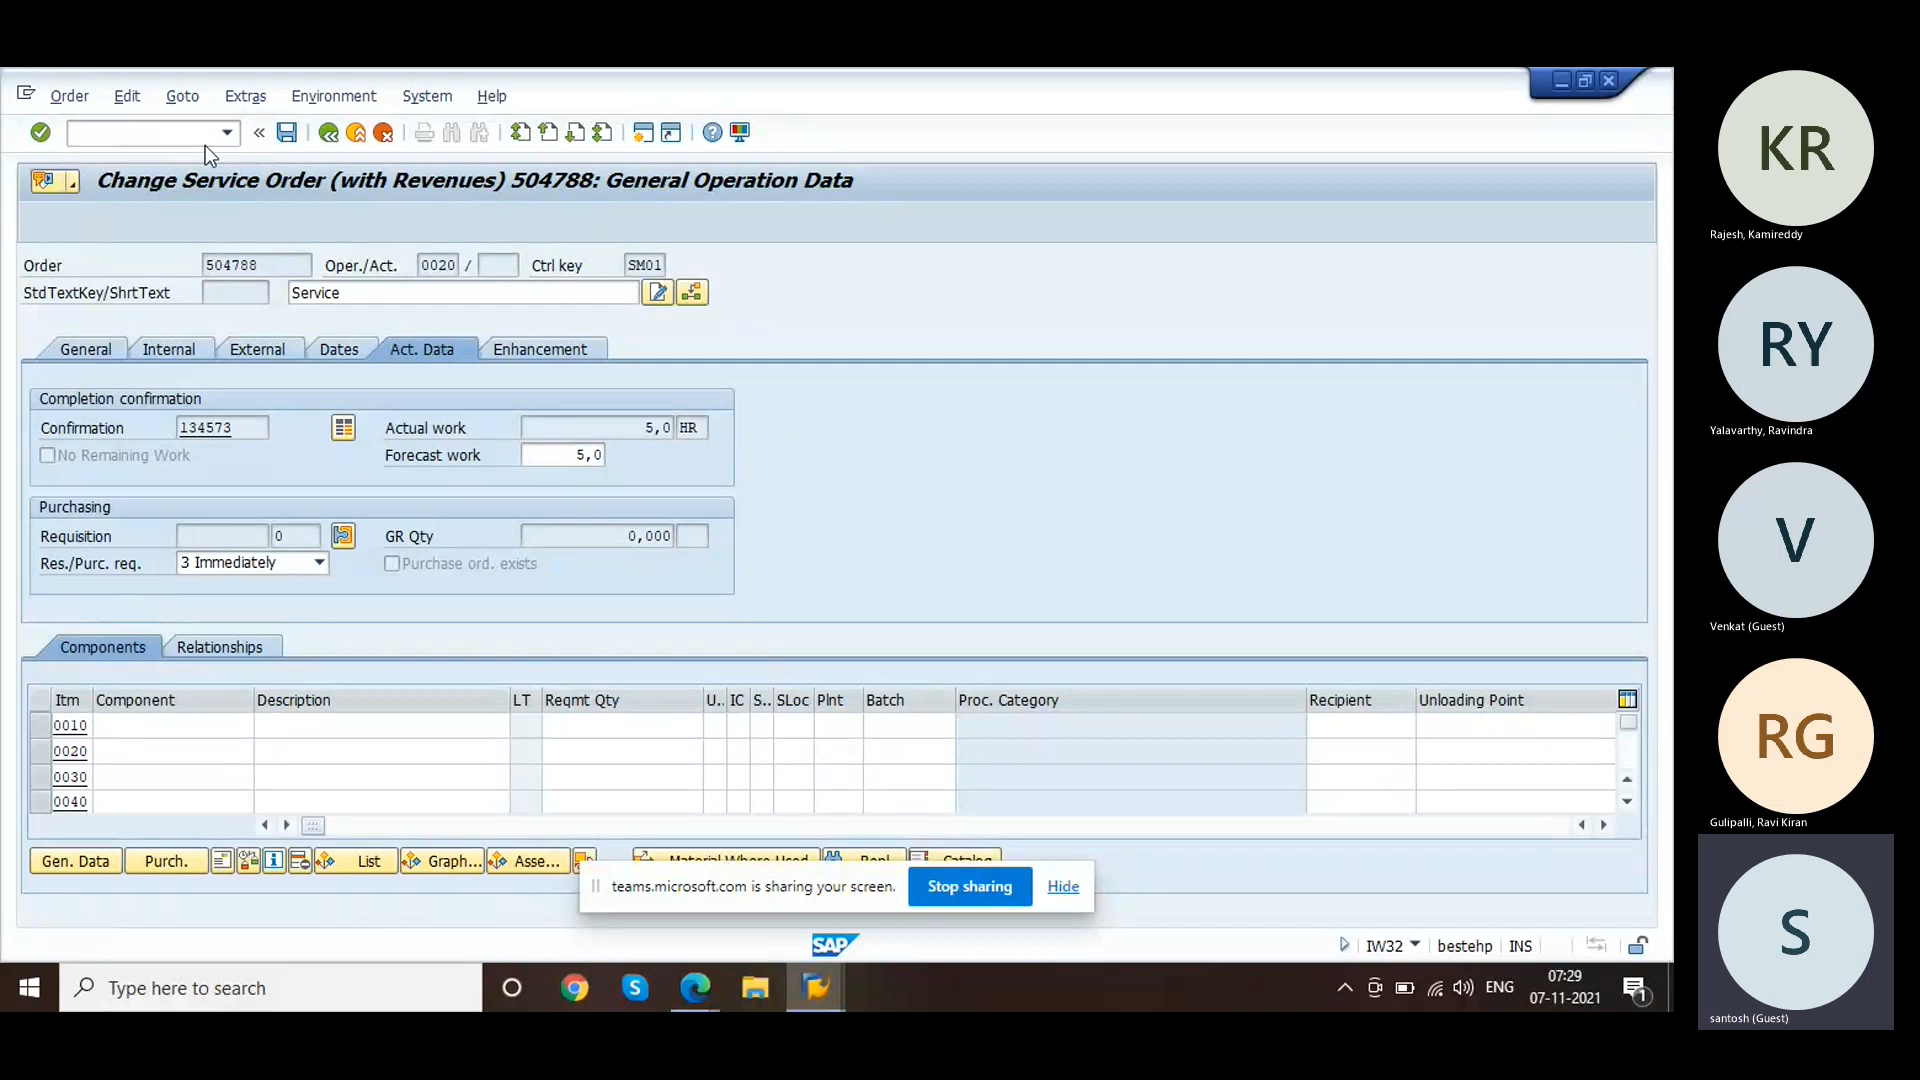 Order Edit Goto Extras Environment System Help
Change Service Order (with Revenues) 504788: General Operation Data
Order 504788 Oper./Act. 0020 / Ctrl key SM01
StdTextKey/ShrtText Service
General Internal External Dates Act. Data Enhancement
Completion confirmation
Confirmation 134573 Actual work 5,0 HR
No Remaining Work Forecast work 5,0
Purchasing
Requisition 0 GR Qty 0,000
Res./Purc. req. 3 Immediately Purchase ord. exists
Components Relationships
Itm Component Description LT Reqmt Qty U.. IC S.. SLoc Plnt Batch Proc. Category Recipient Unloading Point
0010
0020
0030
0040
Gen. Data Purch. List Graph... Asse... Material Where Used Repl. Catalog
teams.microsoft.com is sharing your screen. Stop sharing Hide
SAP IW32 bestehp INS
Type here to search S ENG 07:29
07-11-2021 1
KR
Rajesh, Kamireddy
RY
Yalavarthy, Ravindra
V
Venkat (Guest)
RG
Gulipalli, Ravi Kiran
S
santosh (Guest)